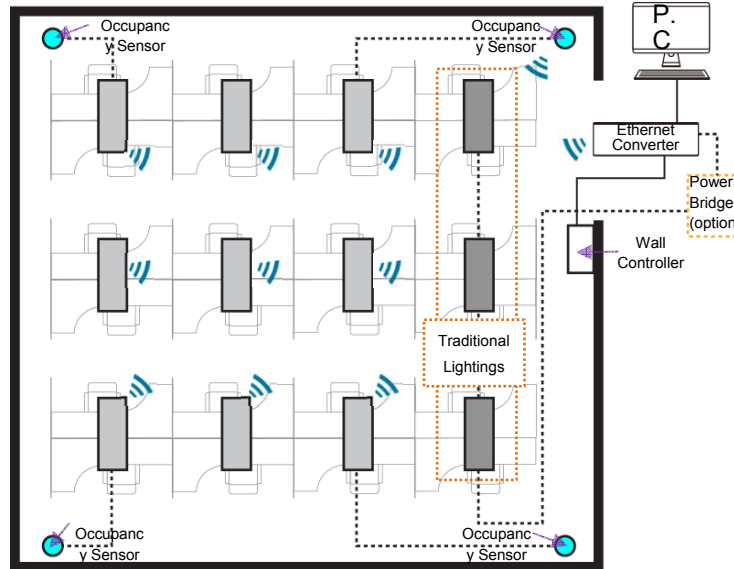 Occupanc
y Sensor
Occupanc
y Sensor
P.
C
Ethernet
Converter
Power
Bridge
(option
Wall
Controller
Traditional
Lightings
Occupanc
y Sensor
Occupanc
y Sensor